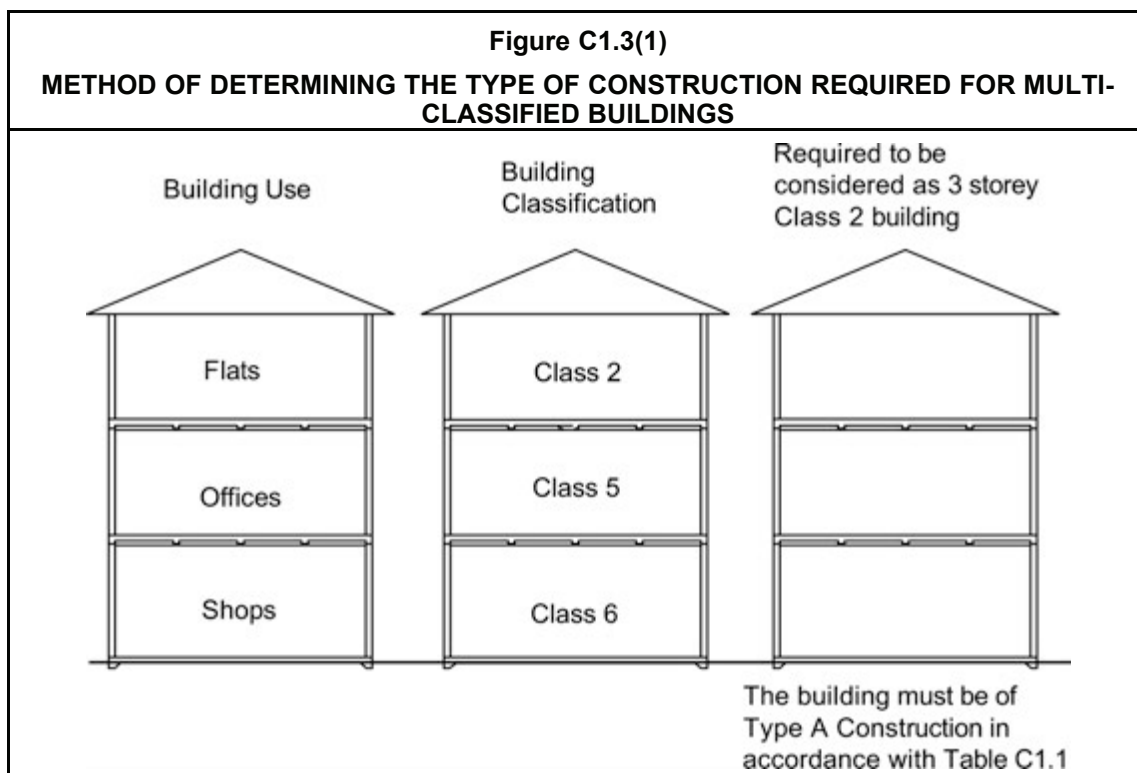 Figure C1.3(1)
METHOD OF DETERMINING THE TYPE OF CONSTRUCTION REQUIRED FOR MULTI-
CLASSIFIED BUILDINGS
Building Use
Building
Classification
Required to be
considered as 3 storey
Class 2 building
Flats
Class 2
Offices
Class 5
Shops
Class 6
The building must be of
Type A Construction in
accordance with Table C1.1